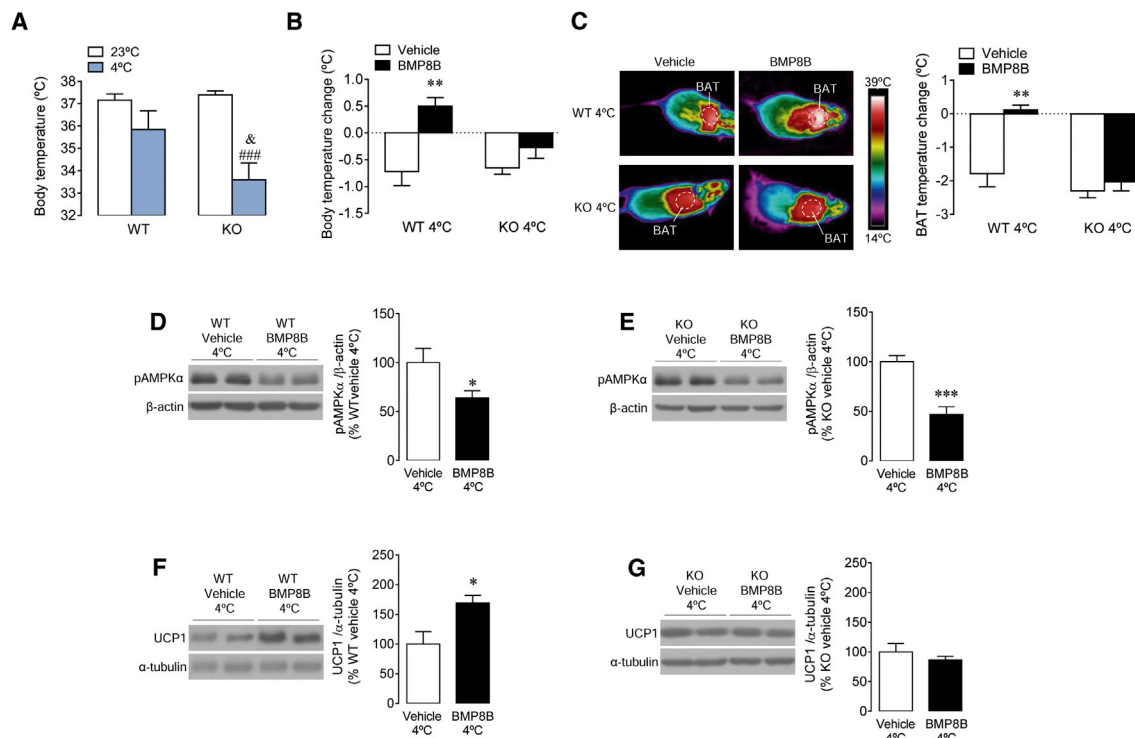 A
23ºC
4ºC
Body temperature (ºC)
38
37
36
35
34
33
32
&
###
WT
KO
B
Vehicle
BMP8B
Body temperature change (ºC)
1.0
0.5
0.0
-0.5
-1.0
-1.5
**
WT 4ºC
KO 4ºC
C
Vehicle
BMP8B
WT 4ºC
KO 4ºC
BAT
BAT
BAT
BAT
39ºC
14ºC
Vehicle
BMP8B
BAT temperature change (ºC)
1
0
-1
-2
-3
**
WT 4ºC
KO 4ºC
D
WT
Vehicle
4ºC
WT
BMP8B
4ºC
pAMPKα
β-actin
pAMPKα /β-actin
(% WTvehicle 4ºC)
150
100
50
0
*
Vehicle
4ºC
BMP8B
4ºC
E
KO
Vehicle
4ºC
KO
BMP8B
4ºC
pAMPKα
β-actin
pAMPKα /β-actin
(% KO vehicle 4ºC)
150
100
50
0
***
Vehicle
4ºC
BMP8B
4ºC
F
WT
Vehicle
4ºC
WT
BMP8B
4ºC
UCP1
α-tubulin
UCP1 /α-tubulin
(% WT vehicle 4ºC)
250
200
150
100
50
0
*
Vehicle
4ºC
BMP8B
4ºC
G
KO
Vehicle
4ºC
KO
BMP8B
4ºC
UCP1
α-tubulin
UCP1 /α-tubulin
(% KO vehicle 4ºC)
250
200
150
100
50
0
Vehicle
4ºC
BMP8B
4ºC